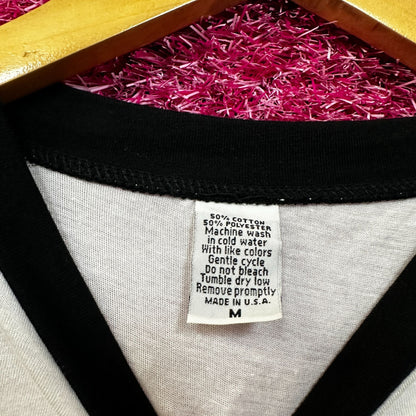 50% COTTON
50% POLYESTER
Machine wash
in cold water
With like colors
Gentle cycle
Do not bleach
Tumble dry low
Remove promptly
MADE IN U.S.A.
M